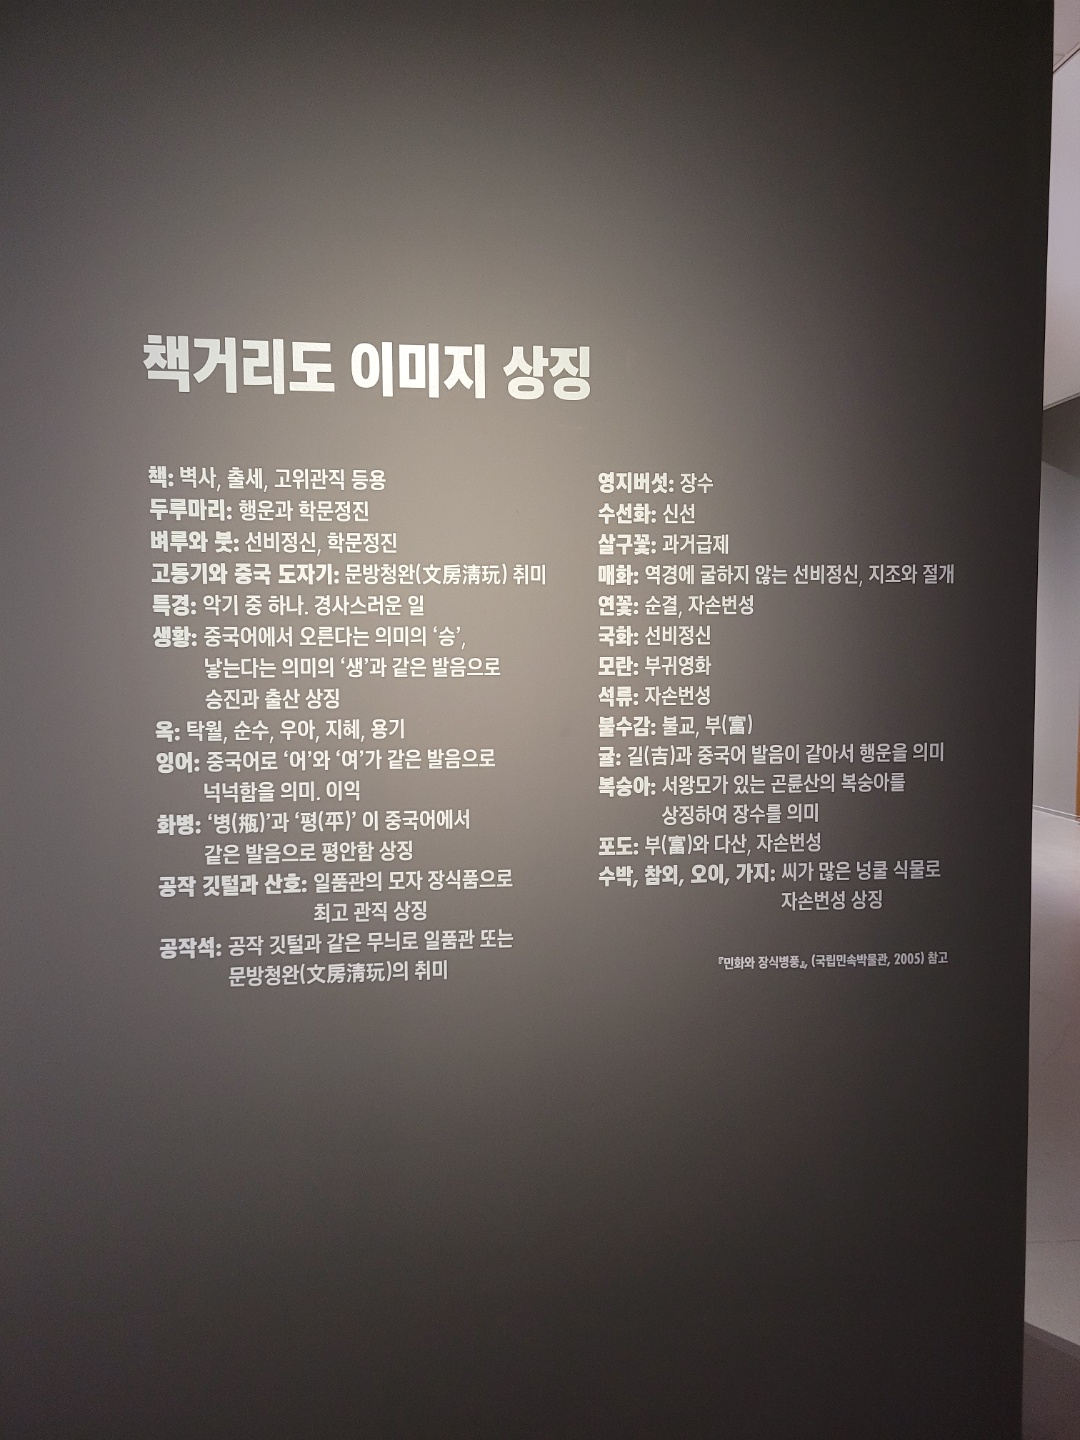 책거리도 이미지 상징
책: 벽사, 출세, 고위관직 등용
두루마리: 행운과 학문정진
벼루와 붓: 선비정신, 학문정진
고동기와 중국 도자기: 문방청완(文房淸玩) 취미
특경: 악기 중 하나. 경사스러운 일
생황: 중국어에서 오른다는 의미의 ‘승’,
낳는다는 의미의 ‘생’과 같은 발음으로
승진과 출산 상징
옥: 탁월, 순수, 우아, 지혜, 용기
잉어: 중국어로 ‘어’와 ‘여’가 같은 발음으로
넉넉함을 의미. 이익
화병: ‘병(甁)’과 ‘평(平)’ 이 중국어에서
같은 발음으로 평안함 상징
공작 깃털과 산호: 일품관의 모자 장식품으로
최고 관직 상징
공작석: 공작 깃털과 같은 무늬로 일품관 또는
문방청완(文房淸玩)의 취미
영지버섯: 장수
수선화: 신선
살구꽃: 과거급제
매화: 역경에 굴하지 않는 선비정신, 지조와 절개
연꽃: 순결, 자손번성
국화: 선비정신
모란: 부귀영화
석류: 자손번성
불수감: 불교, 부(富)
귤: 길(吉)과 중국어 발음이 같아서 행운을 의미
복숭아: 서왕모가 있는 곤륜산의 복숭아를
상징하여 장수를 의미
포도: 부(富)와 다산, 자손번성
수박, 참외, 오이, 가지: 씨가 많은 넝쿨 식물로
자손번성 상징
『민화와 장식병풍』, (국립민속박물관, 2005) 참고